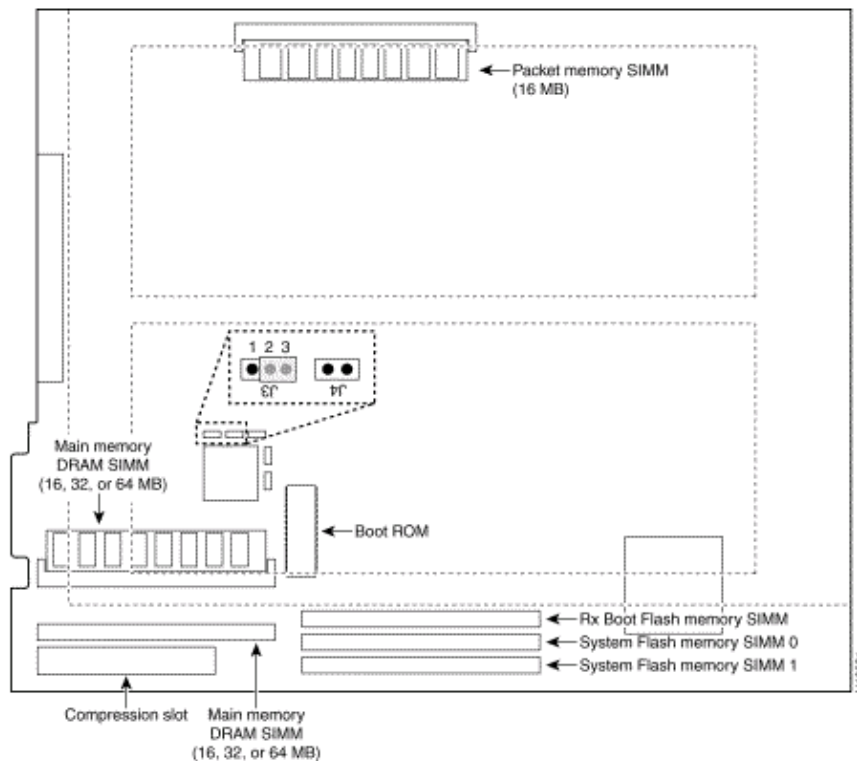 Packet memory SIMM
(16 MB)
1 2 3
J3
J4
Main memory
DRAM SIMM
(16, 32, or 64 MB)
Boot ROM
Rx Boot Flash memory SIMM
System Flash memory SIMM 0
System Flash memory SIMM 1
Compression slot
Main memory
DRAM SIMM
(16, 32, or 64 MB)